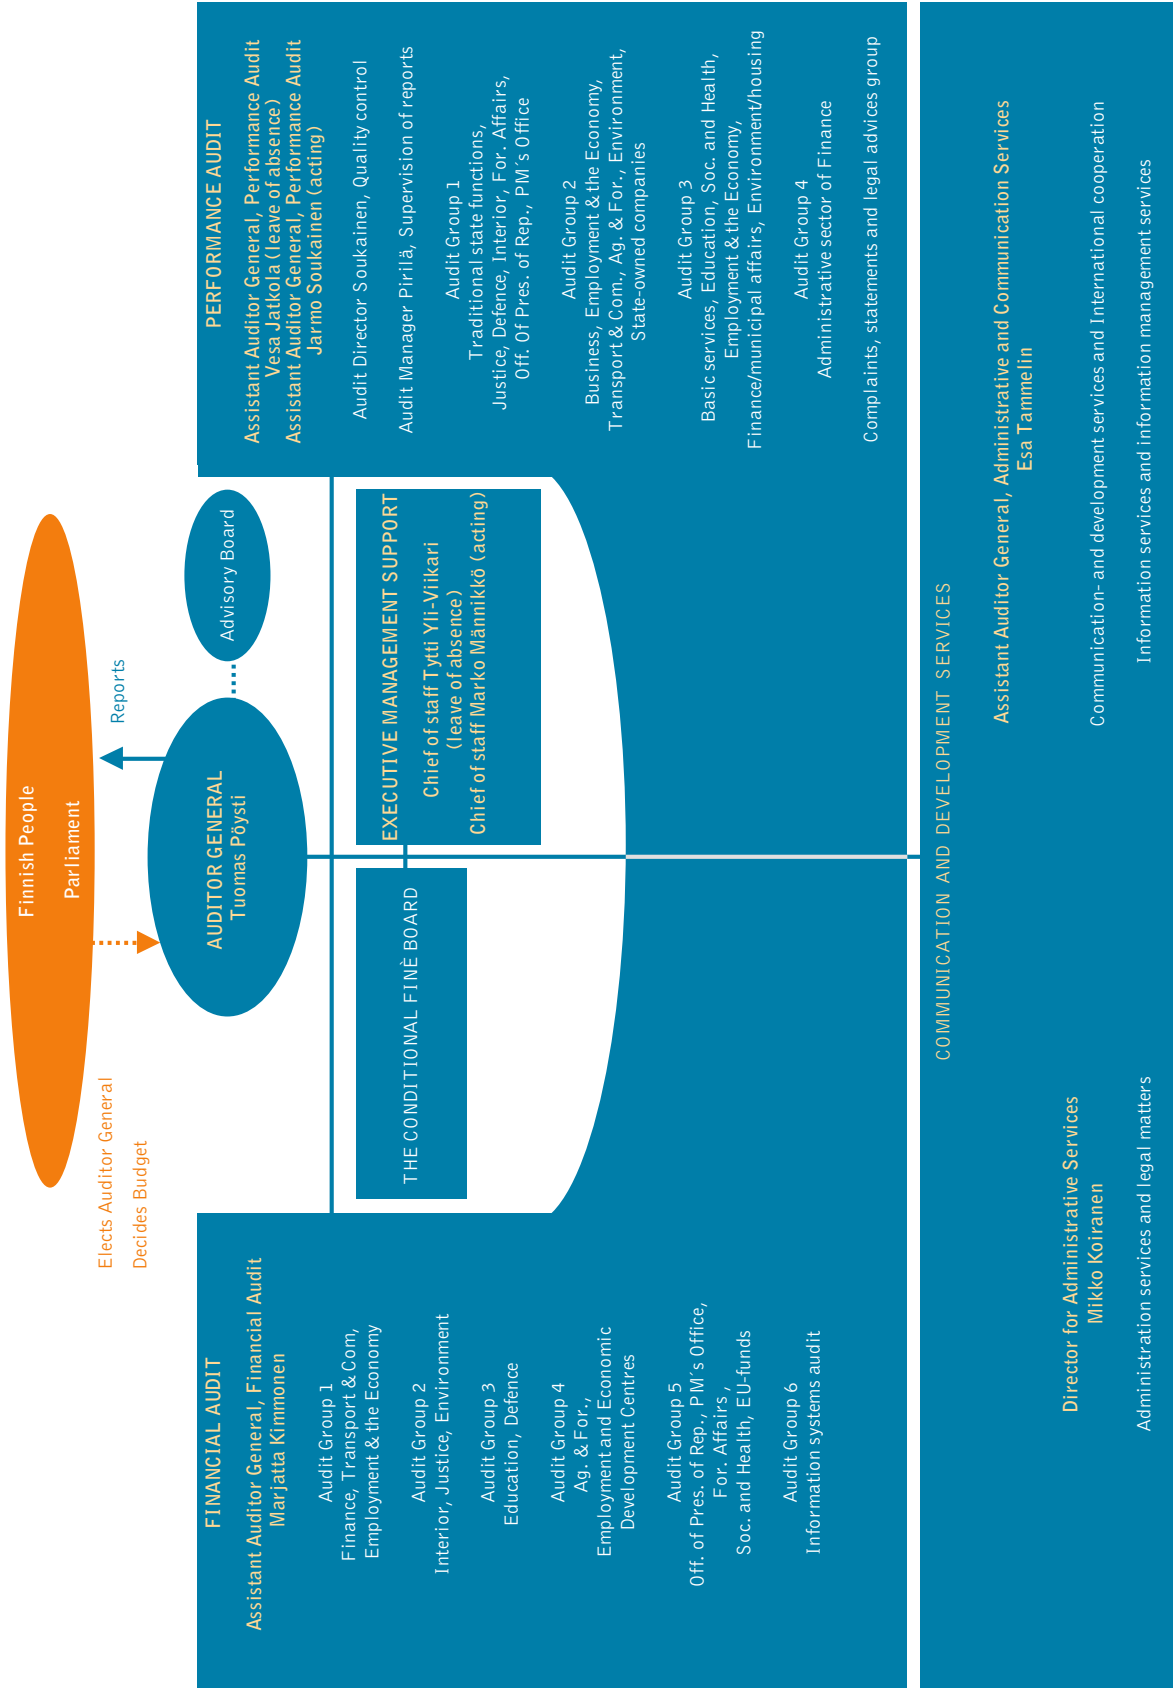 Finnish People
Parliament
Elects Auditor General
Decides Budget
Reports
AUDITOR GENERAL
Tuomas Pöysti
Advisory Board
FINANCIAL AUDIT
Assistant Auditor General, Financial Audit
Marjatta Kimmonen
Audit Group 1
Finance, Transport & Com,
Employment & the Economy
Audit Group 2
Interior, Justice, Environment
Audit Group 3
Education, Defence
Audit Group 4
Ag. & For.,
Employment and Economic
Development Centres
Audit Group 5
Off. of Pres. of Rep., PM´s Office,
For. Affairs ,
Soc. and Health, EU-funds
Audit Group 6
Information systems audit
THE CONDITIONAL FINÈ BOARD
EXECUTIVE MANAGEMENT SUPPORT
Chief of staff Tytti Yli-Viikari
(leave of absence)
Chief of staff Marko Männikkö (acting)
PERFORMANCE AUDIT
Assistant Auditor General, Performance Audit
Vesa Jatkola (leave of absence)
Assistant Auditor General, Performance Audit
Jarmo Soukainen (acting)
Audit Director Soukainen, Quality control
Audit Manager Pirilä, Supervision of reports
Audit Group 1
Traditional state functions,
Justice, Defence, Interior, For. Affairs,
Off. Of Pres. of Rep., PM´s Office
Audit Group 2
Business, Employment & the Economy,
Transport & Com., Ag. & For., Environment,
State-owned companies
Audit Group 3
Basic services, Education, Soc. and Health,
Employment & the Economy,
Finance/municipal affairs, Environment/housing
Audit Group 4
Administrative sector of Finance
Complaints, statements and legal advices group
COMMUNICATION AND DEVELOPMENT SERVICES
Assistant Auditor General, Administrative and Communication Services
Esa Tammelin
Director for Administrative Services
Mikko Koiranen
Administration services and legal matters
Communication- and development services and International cooperation
Information services and information management services